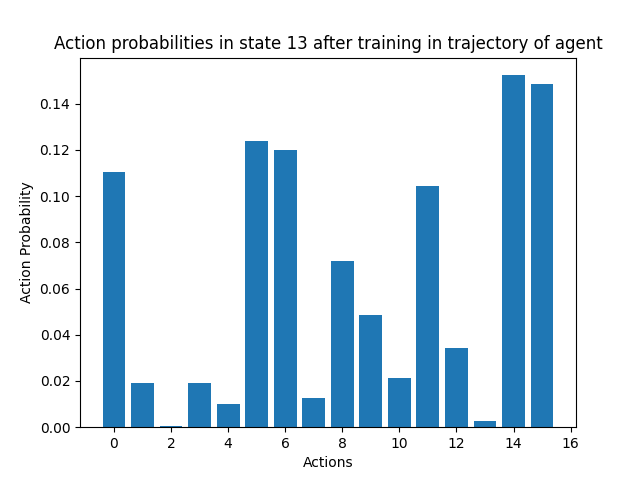 Action probabilities in state 13 after training in trajectory of agent
0.14
0.12
0.10
0.08
0.06
0.04
0.02
0.00
Action Probability
0 2 4 6 8 10 12 14 16
Actions